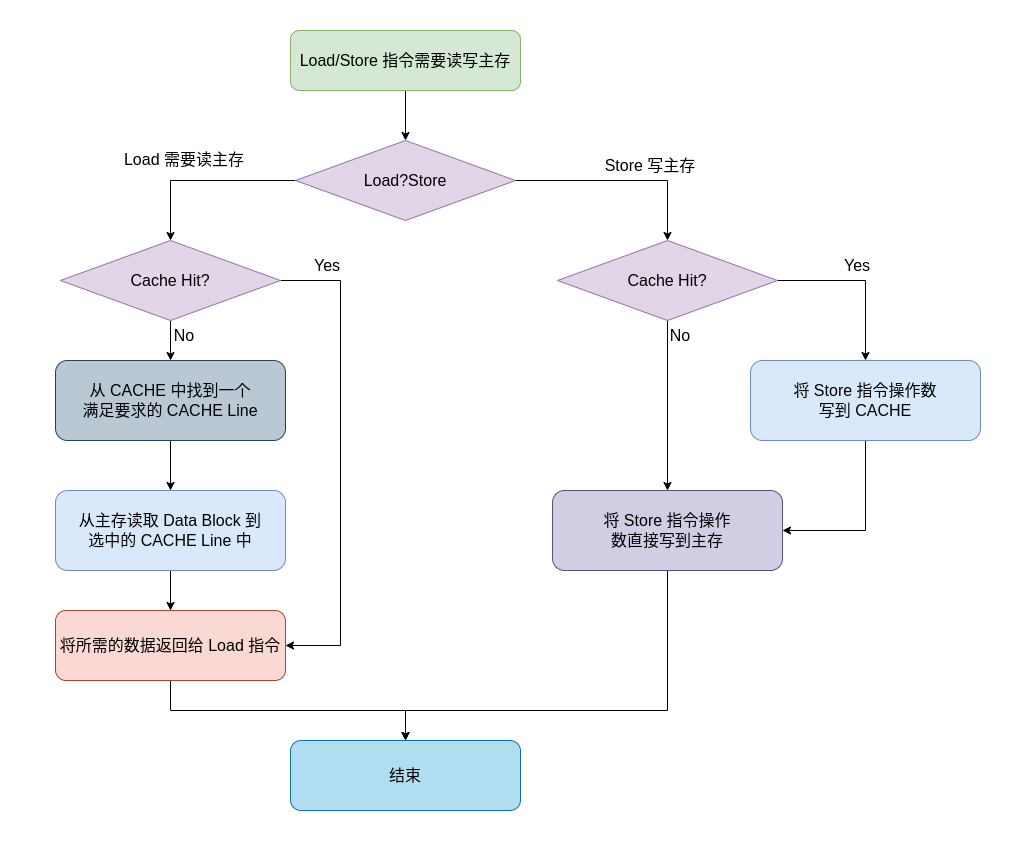 Load/Store 指令需要读写主存
Load 需要读主存
Load?Store
Store 写主存
Cache Hit?
Yes
No
Cache Hit?
Yes
No
从 CACHE 中找到一个
满足要求的 CACHE Line
将 Store 指令操作数
写到 CACHE
从主存读取 Data Block 到
选中的 CACHE Line 中
将 Store 指令操作
数直接写到主存
将所需的数据返回给 Load 指令
结束